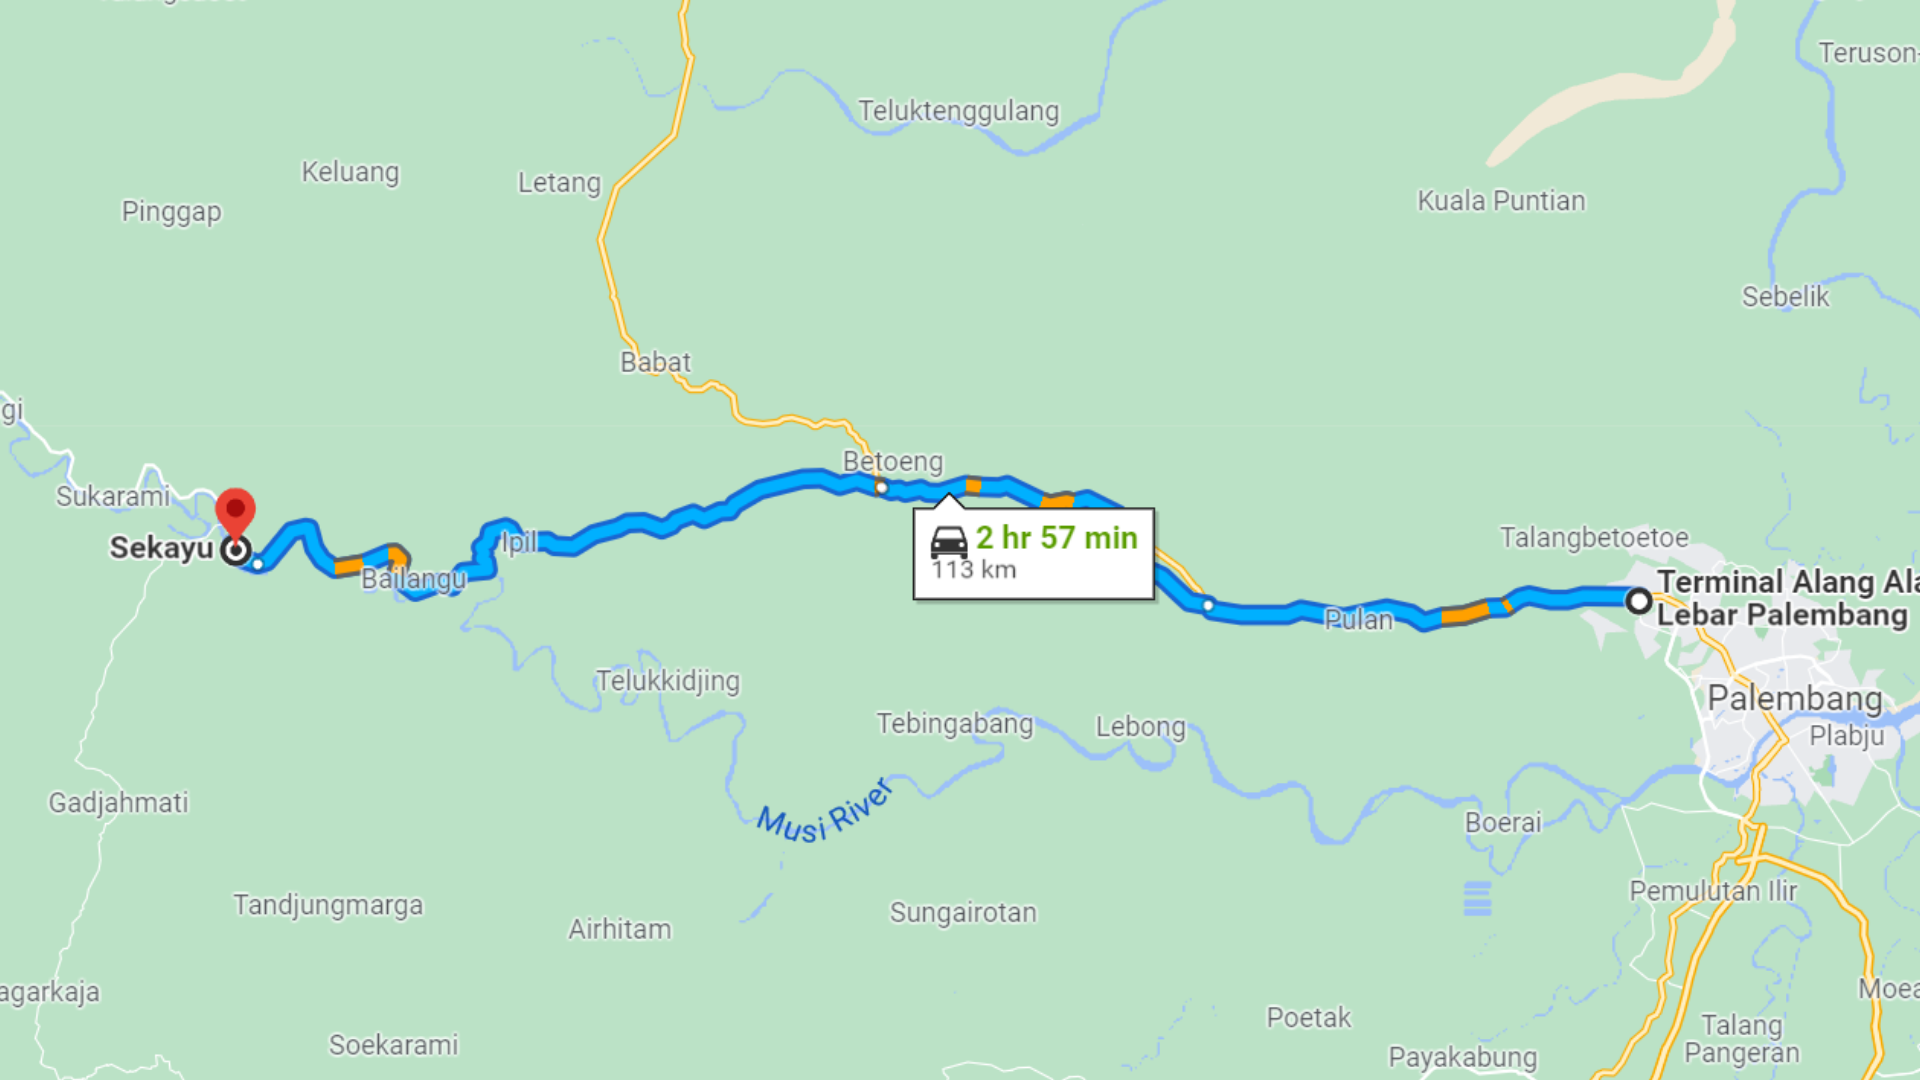 Teruson-
Teluktenggulang
Keluang
Letang
Kuala Puntian
Pinggap
Sebelik
Babat
gi
Betoeng
Sukarami
Talangbetoetoe
2 hr 57 min
Sekayu
Ipil
113 km
Bailangu
Terminal Alang Ala
Lebar Palembang
Pulan
Telukkidjing
Palembang
Tebingabang
Lebong
Plabju
Gadjahmati
Musi River
Boerai
Pemulutan Ilir
Tandjungmarga
Sungairotan
Airhitam
agarkaja
Moea
Poetak
Talang
Pangeran
Soekarami
Payakabung